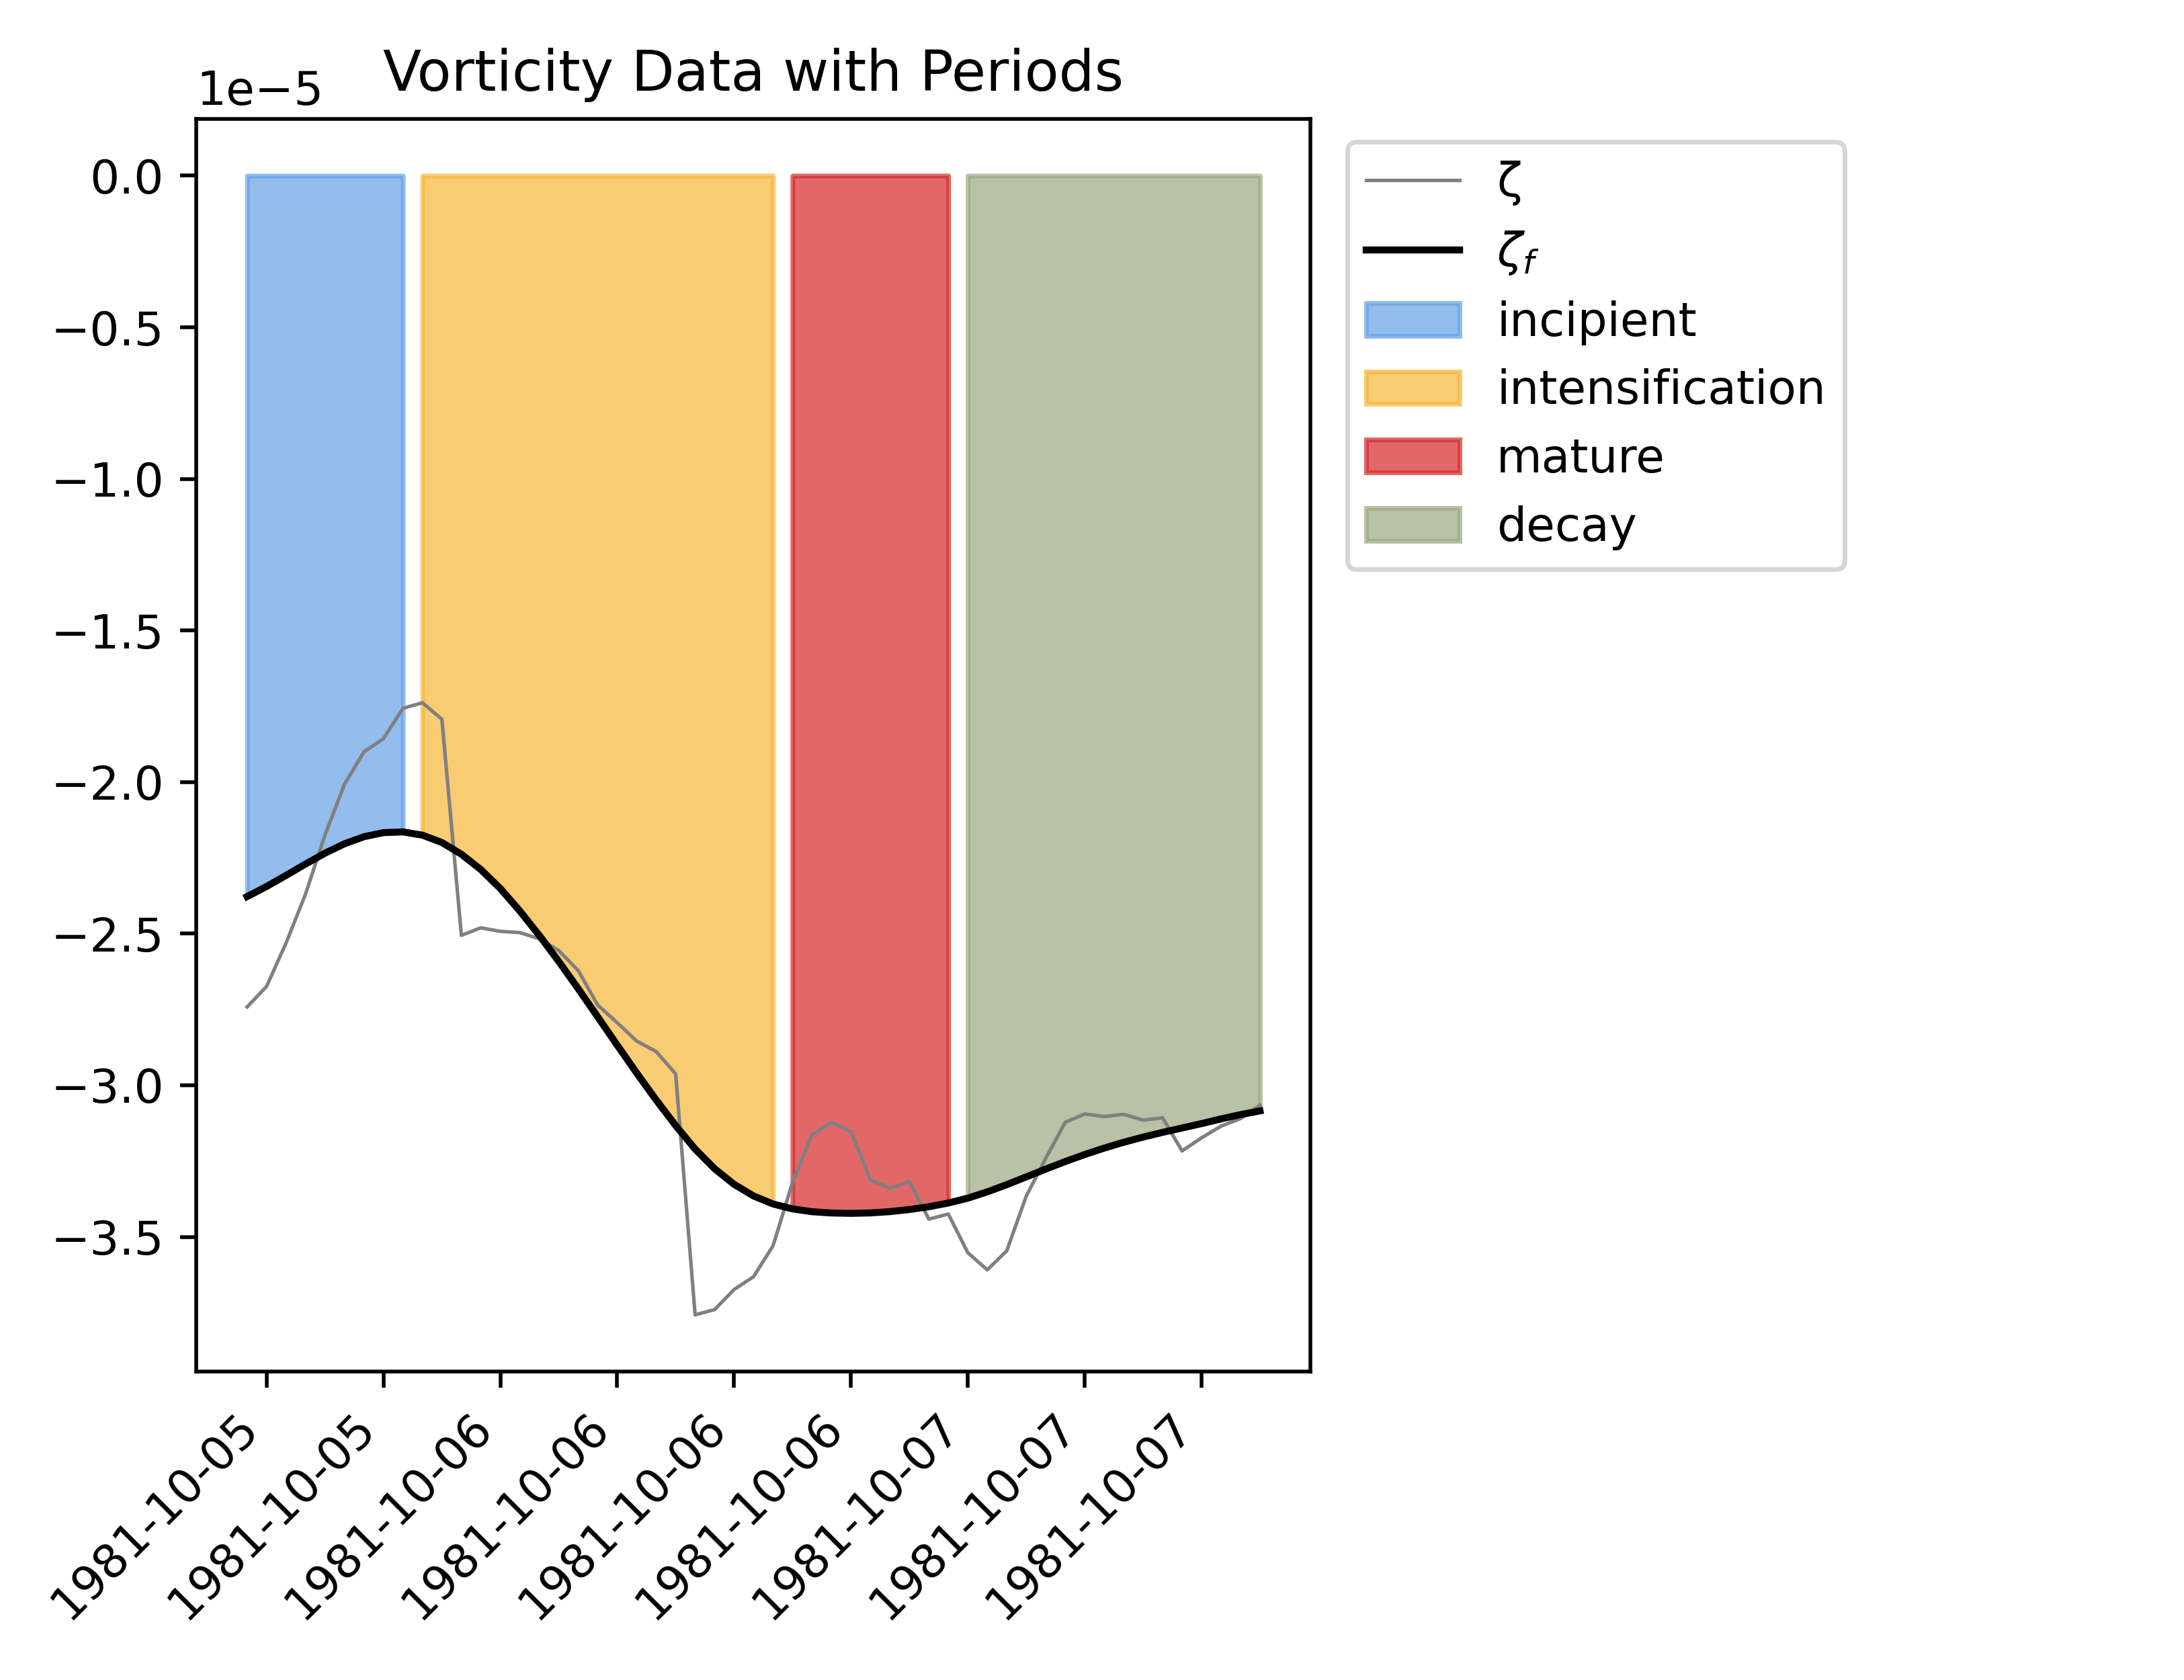 Vorticity Data with Periods
1e−5
0.0
−0.5
−1.0
−1.5
−2.0
−2.5
−3.0
−3.5
1981-10-05
1981-10-05
1981-10-06
1981-10-06
1981-10-06
1981-10-06
1981-10-07
1981-10-07
1981-10-07
ζ
ζf
incipient
intensification
mature
decay